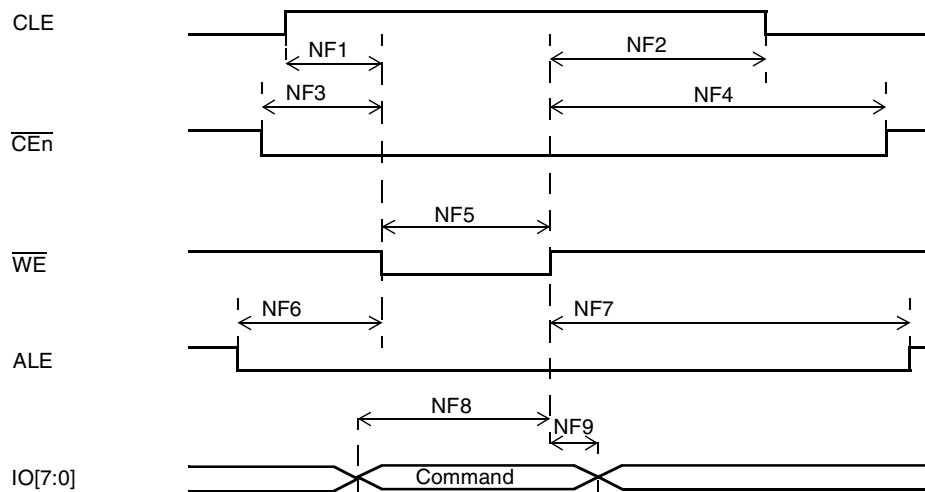 CLE
NF1
NF2
NF3
NF4
CEn
NF5
WE
NF6
NF7
ALE
NF8
NF9
IO[7:0]
Command